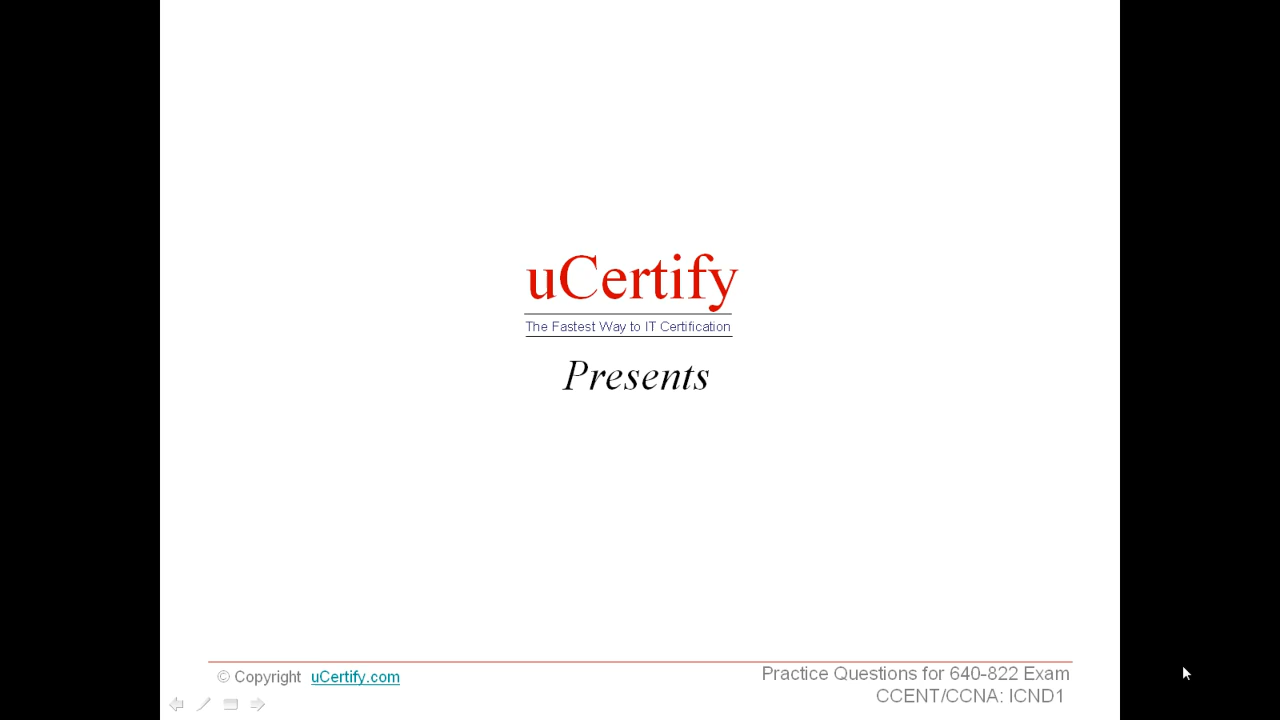 uCertify
The Fastest Way to IT Certification
Presents
© Copyright uCertify.com
Practice Questions for 640-822 Exam
CCENT/CCNA: ICND1